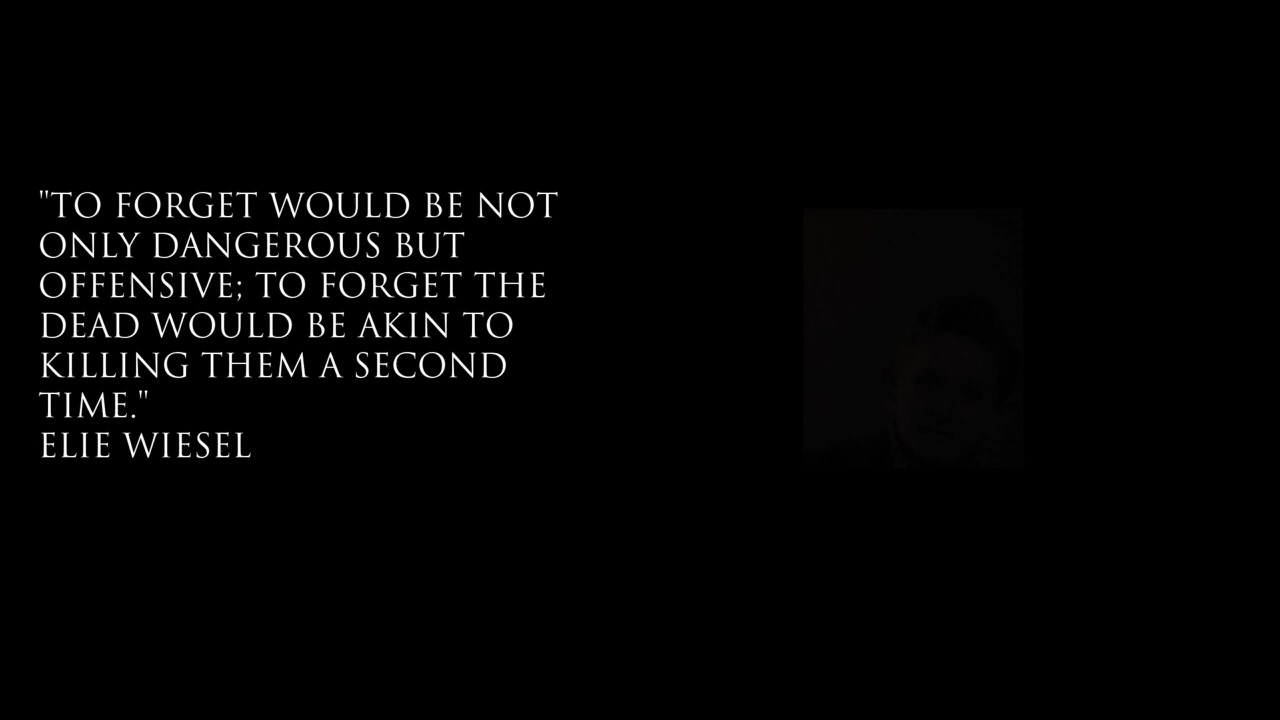 "TO FORGET WOULD BE NOT
ONLY DANGEROUS BUT
OFFENSIVE; TO FORGET THE
DEAD WOULD BE AKIN TO
KILLING THEM A SECOND
TIME."
ELIE WIESEL